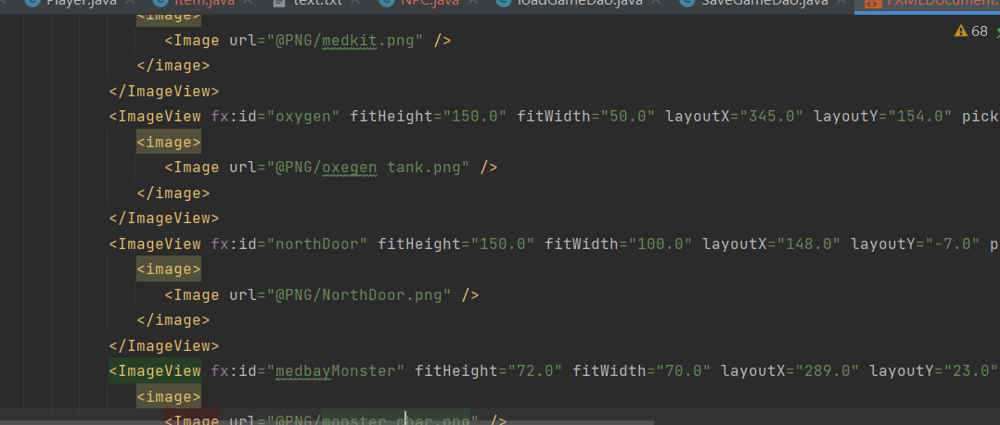 Player.java Item.java text.txt NPC.java loadGameDao.java SaveGameDao.java FXMLDocument.
<image>
68
<Image url="@PNG/medkit.png" />
</image>
</ImageView>
<ImageView fx:id="oxygen" fitHeight="150.0" fitWidth="50.0" layoutX="345.0" layoutY="154.0" pick
<image>
<Image url="@PNG/oxegen tank.png" />
</image>
</ImageView>
<ImageView fx:id="northDoor" fitHeight="150.0" fitWidth="100.0" layoutX="148.0" layoutY="-7.0" p
<image>
<Image url="@PNG/NorthDoor.png" />
</image>
</ImageView>
<ImageView fx:id="medbayMonster" fitHeight="72.0" fitWidth="70.0" layoutX="289.0" layoutY="23.0"
<image>
<Image url="@PNG/monster char.png" />